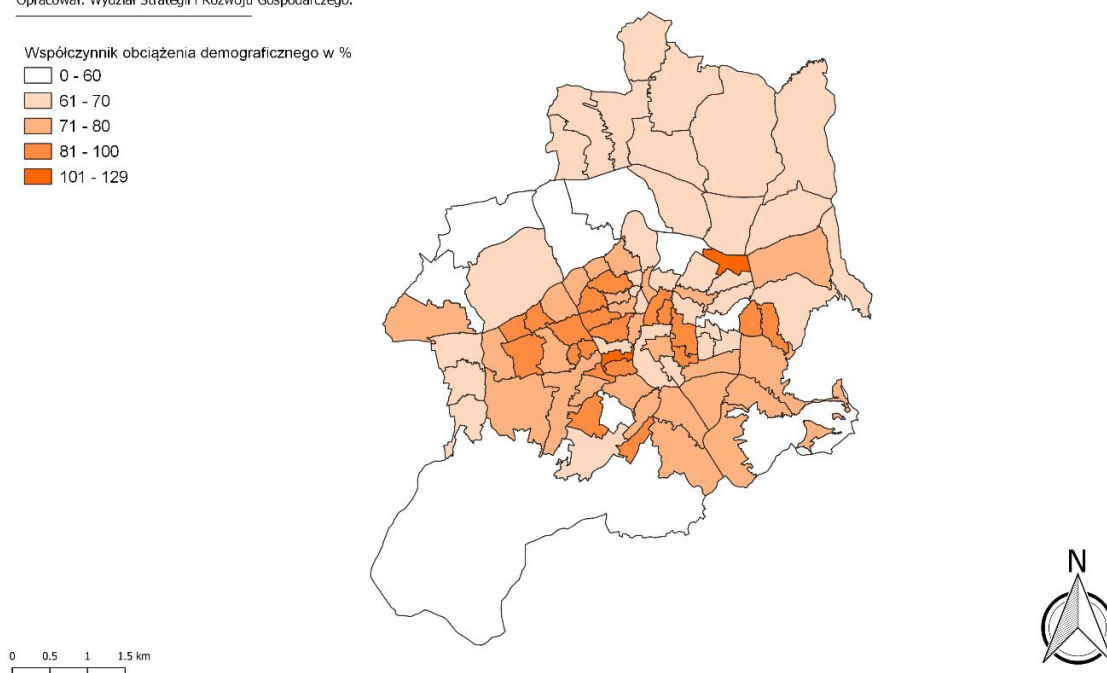 Opracował: Wydział Strategii i Rozwoju Gospodarczego.
Współczynnik obciążenia demograficznego w %
0 - 60
61 - 70
71 - 80
81 - 100
101 - 129
N
0 0.5 1 1.5 km